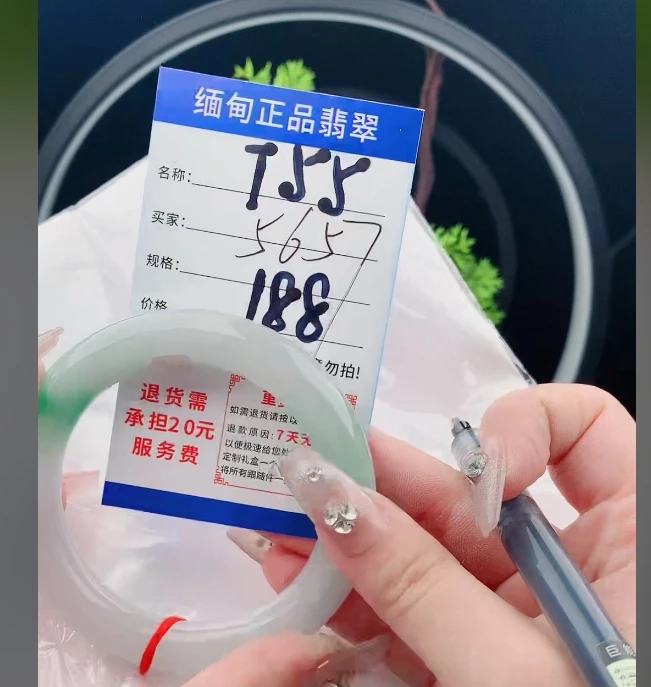 缅甸正品翡翠
名称: T55
买家: 5657
规格: 188
价格
勿拍!
退货需
承担20元
服务费
重
如需退货请按以
退款原因:7天无
以便极速给您
定制礼盒一个
将所有跟随件一